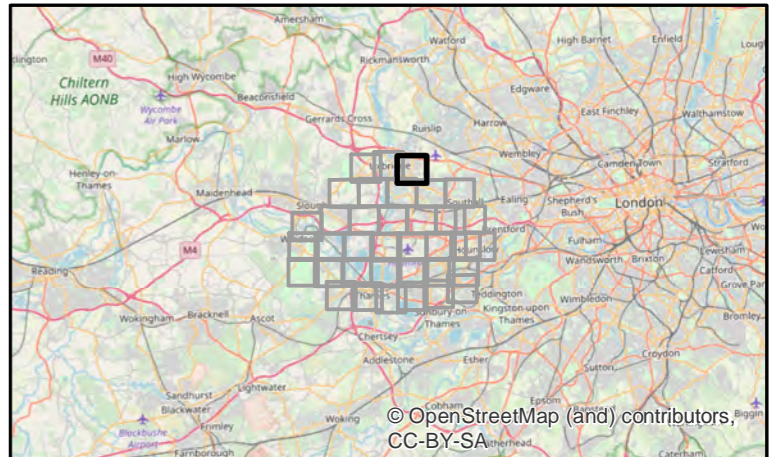 Amersham
Watford
High Barnet
Enfield
M40
Rickmansworth
High Wycombe
Edgware
Chiltern
Hills AONB
Beaconsfield
Wycombe
Air Park
East Finchley
Walthamstow
Gerrards Cross
Harrow
Ruislip
Marlow
Wembley
Camden Town
Stratford
Henley-on-
Thames
Maidenhead
Southall
Ealing
Shepherd's
Bush
London
M4
Fulham
Lewisham
Reading
Wandsworth
Brixton
Catford
Teddington
Wimbledon
Wokingham
Bracknell
Ascot
Sunbury-on
Thames
Kingston-upon
Thames
Bromley
Chertsey
Croydon
Addlestone
Esher
Sutton
Sandhurst
Lightwater
Blackwater
Cobham
Epsom
Woking
Frimley
Blackbushe
Airport
Farnborough
Biggin
© OpenStreetMap (and) contributors,
CC-BY-SA
Caterham